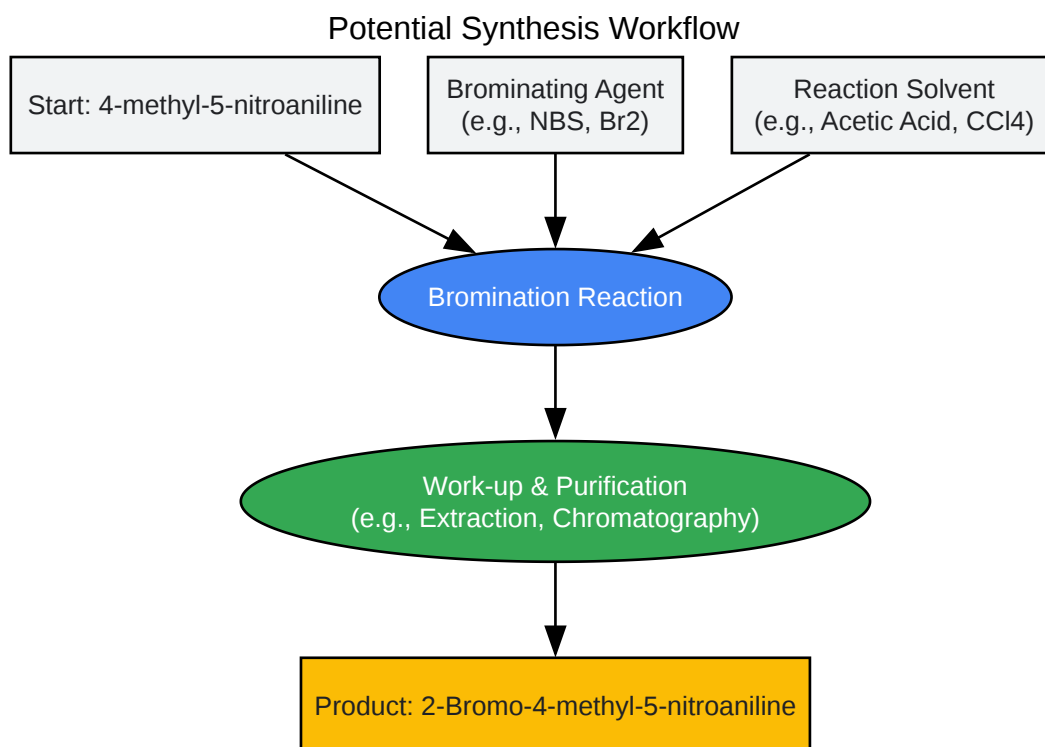 Potential Synthesis Workflow
Start: 4-methyl-5-nitroaniline
Brominating Agent
(e.g., NBS, Br2)
Reaction Solvent
(e.g., Acetic Acid, CCl4)
Bromination Reaction
Work-up & Purification
(e.g., Extraction, Chromatography)
Product: 2-Bromo-4-methyl-5-nitroaniline